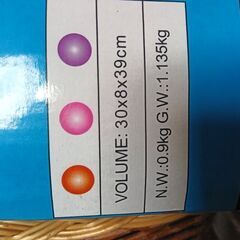 VOLUME: 30x8x39cm
N.W.:0.9kg G.W.:1.135kg